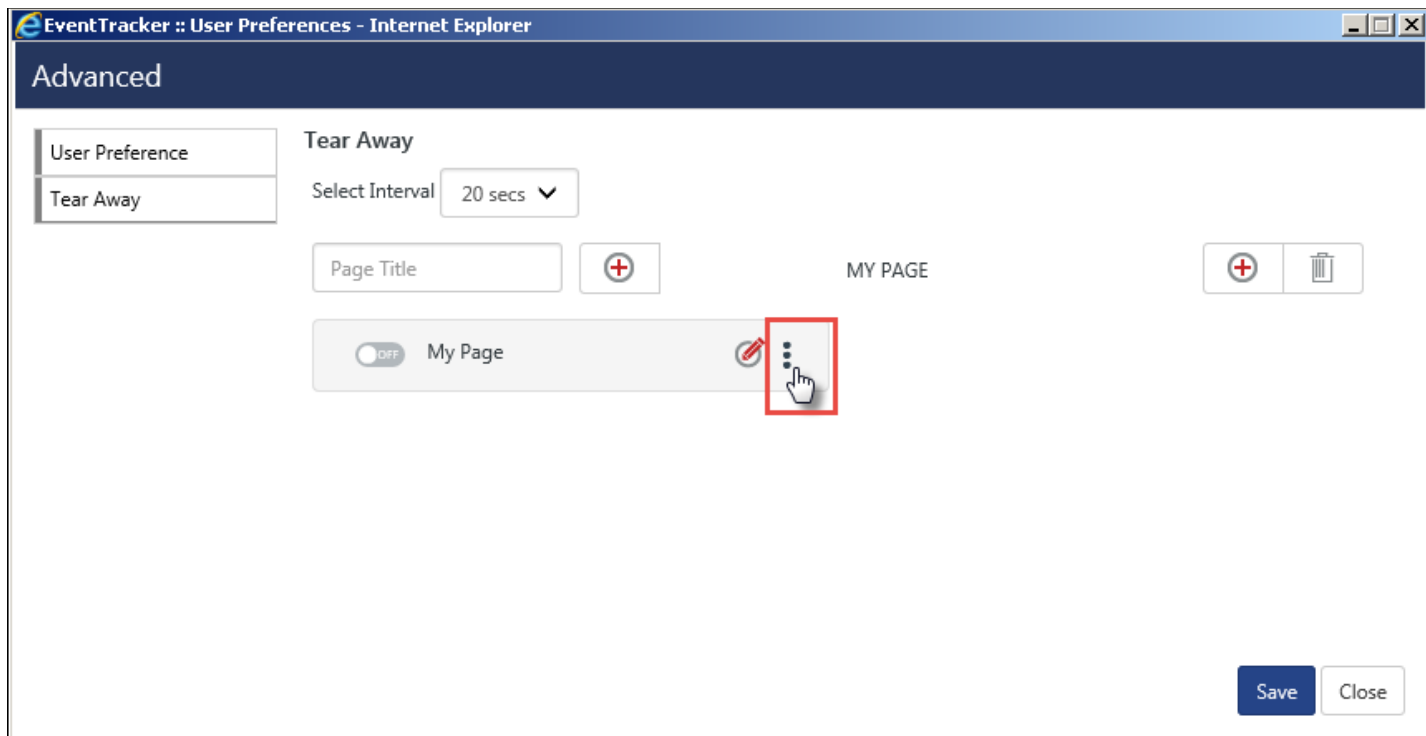 EventTracker :: User Preferences - Internet Explorer
Advanced
User Preference
Tear Away
Tear Away
Select Interval 20 secs
Page Title
MY PAGE
OFF My Page
Save Close